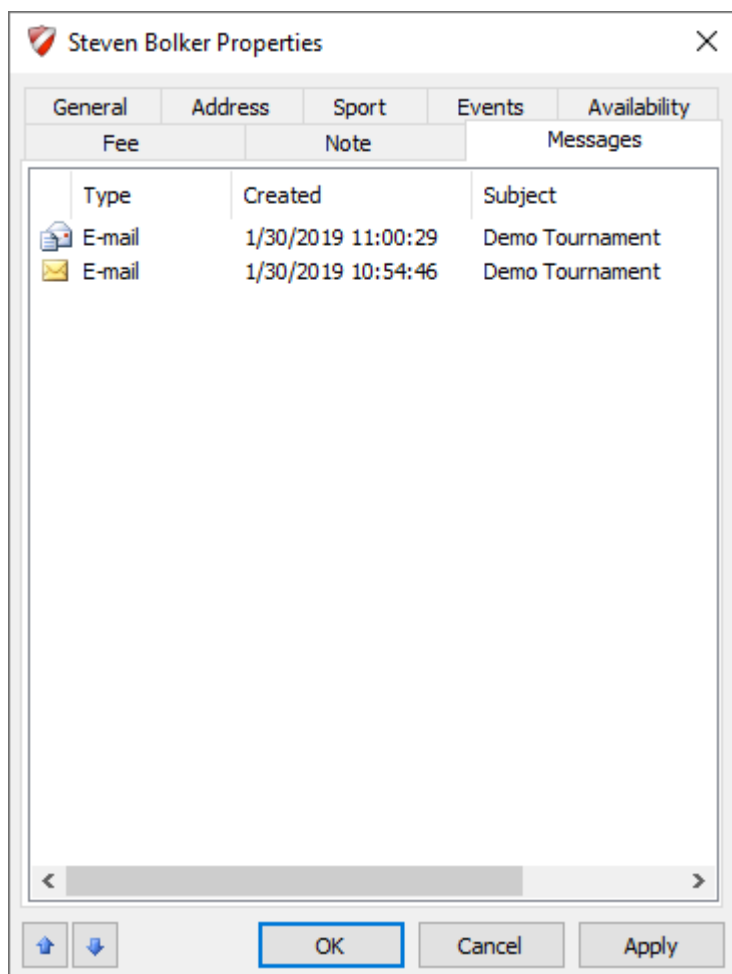 Steven Bolker Properties
General Address Sport Events Availability
Fee Note Messages
Type Created Subject
E-mail 1/30/2019 11:00:29 Demo Tournament
E-mail 1/30/2019 10:54:46 Demo Tournament
OK Cancel Apply